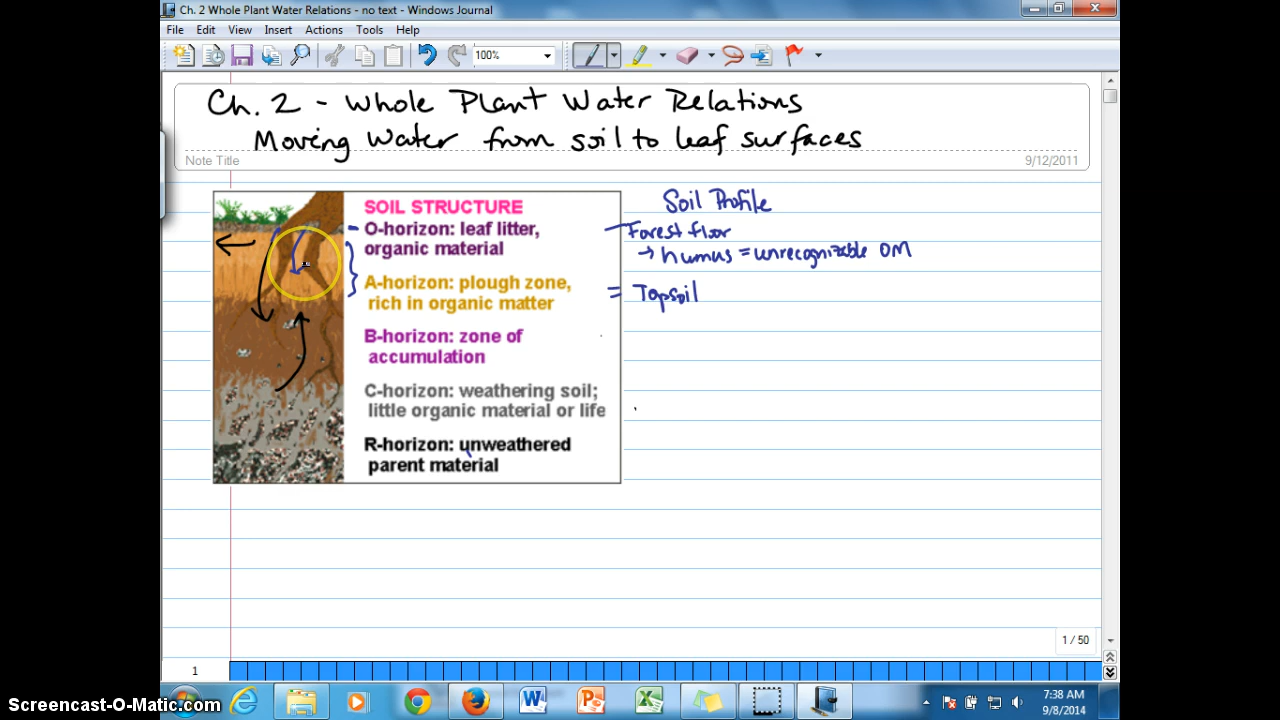 Ch. 2 Whole Plant Water Relations - no text - Windows Journal
File Edit View Insert Actions Tools Help
100%
Ch. 2 - Whole Plant Water Relations
Moving Water from soil to leaf surfaces
Note Title
9/12/2011
Soil Profile
SOIL STRUCTURE
O-horizon: leaf litter,
organic material
Forest floor
→ humus = unrecognizable OM
A-horizon: plough zone,
rich in organic matter
= Topsoil
B-horizon: zone of
accumulation
C-horizon: weathering soil;
little organic material or life
R-horizon: unweathered
parent material
1 / 50
1
Screencast-O-Matic.com
7:38 AM
9/8/2014